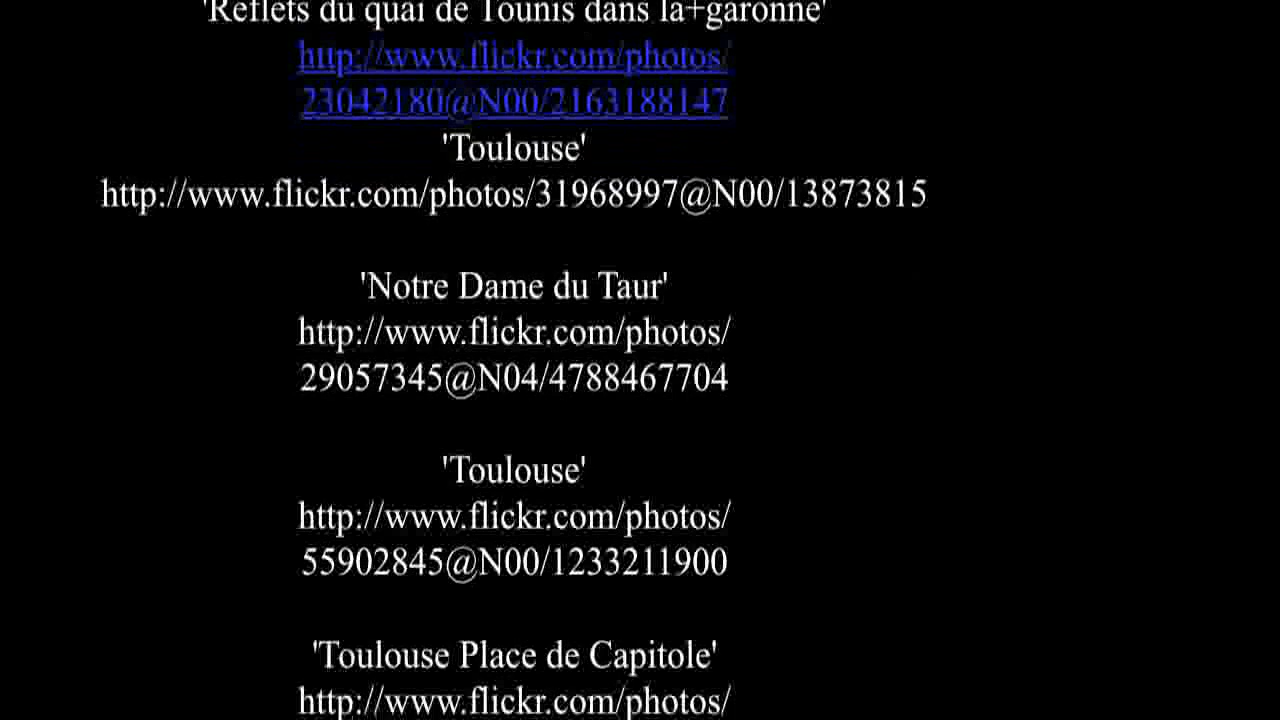 'Reflets du quai de Tounis dans la+garonne'
http://www.flickr.com/photos/
23042180@N00/2163188147
'Toulouse'
http://www.flickr.com/photos/31968997@N00/13873815
'Notre Dame du Taur'
http://www.flickr.com/photos/
29057345@N04/4788467704
'Toulouse'
http://www.flickr.com/photos/
55902845@N00/1233211900
'Toulouse Place de Capitole'
http://www.flickr.com/photos/